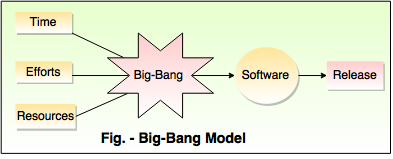 Time
Efforts
Resources
Big-Bang
Software
Release
Fig. - Big-Bang Model